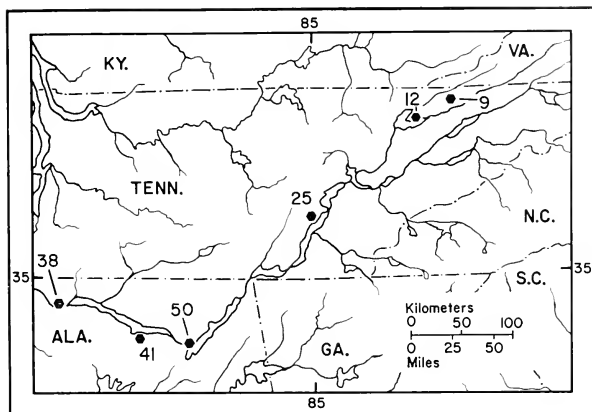 85
KY.
VA.
12
9
TENN.
25
N.C.
38
35
S.C.
35
Kilometers
0 50 100
50
ALA.
41
GA.
0 25 50
Miles
85